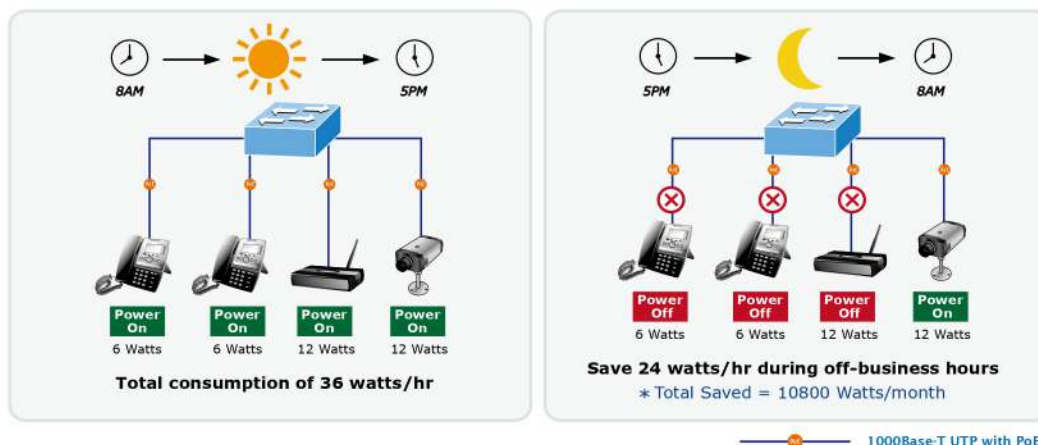 8AM
5PM
Power On
Power On
Power On
Power On
6 Watts
6 Watts
12 Watts
12 Watts
Total consumption of 36 watts/hr
5PM
8AM
Power Off
Power Off
Power Off
Power On
6 Watts
6 Watts
12 Watts
12 Watts
Save 24 watts/hr during off-business hours
* Total Saved = 10800 Watts/month
1000Base-T UTP with PoE